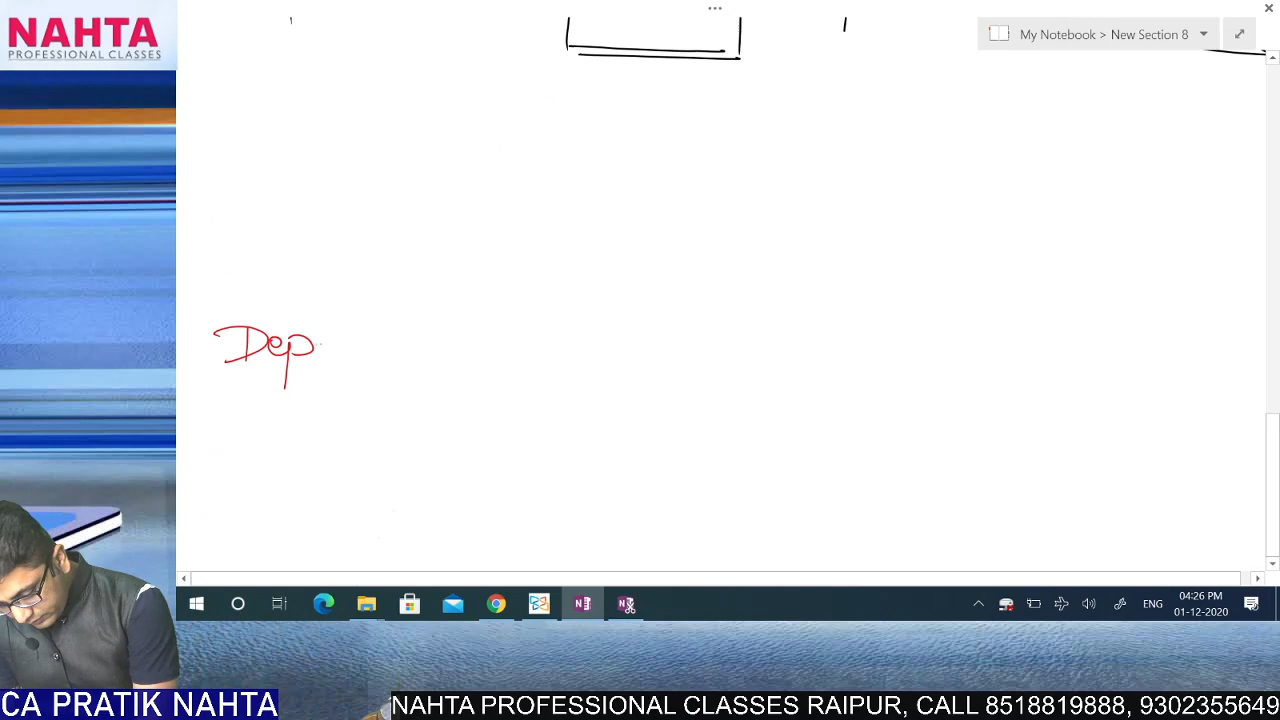 NAHTA
PROFESSIONAL CLASSES
My Notebook > New Section 8
Dep
ENG
04:26 PM
01-12-2020
CA PRATIK NAHTA
NAHTA PROFESSIONAL CLASSES RAIPUR, CALL 8518819888, 9302355649